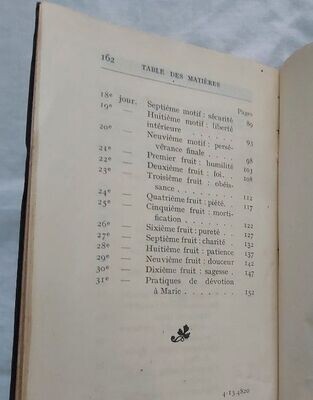 162 TABLE DES MATIÈRES
Pages
18e jour. Septième motif : sécurité 89
19e — Huitième motif : liberté
intérieure . . . . . . . 93
20e — Neuvième motif : persé-
vérance finale . . . . . 98
21e — Premier fruit : humilité 103
22e — Deuxième fruit : foi . . 108
23e — Troisième fruit : obéis-
sance . . . . . . . . 112
24e — Quatrième fruit : piété. 117
25e — Cinquième fruit : morti-
fication . . . . . . . 122
26e — Sixième fruit : pureté . 127
27e — Septième fruit : charité 132
28e — Huitième fruit : patience 137
29e — Neuvième fruit : douceur 142
30e — Dixième fruit : sagesse . 147
31e — Pratiques de dévotion
à Marie . . . . . . . 152
4-13.4820